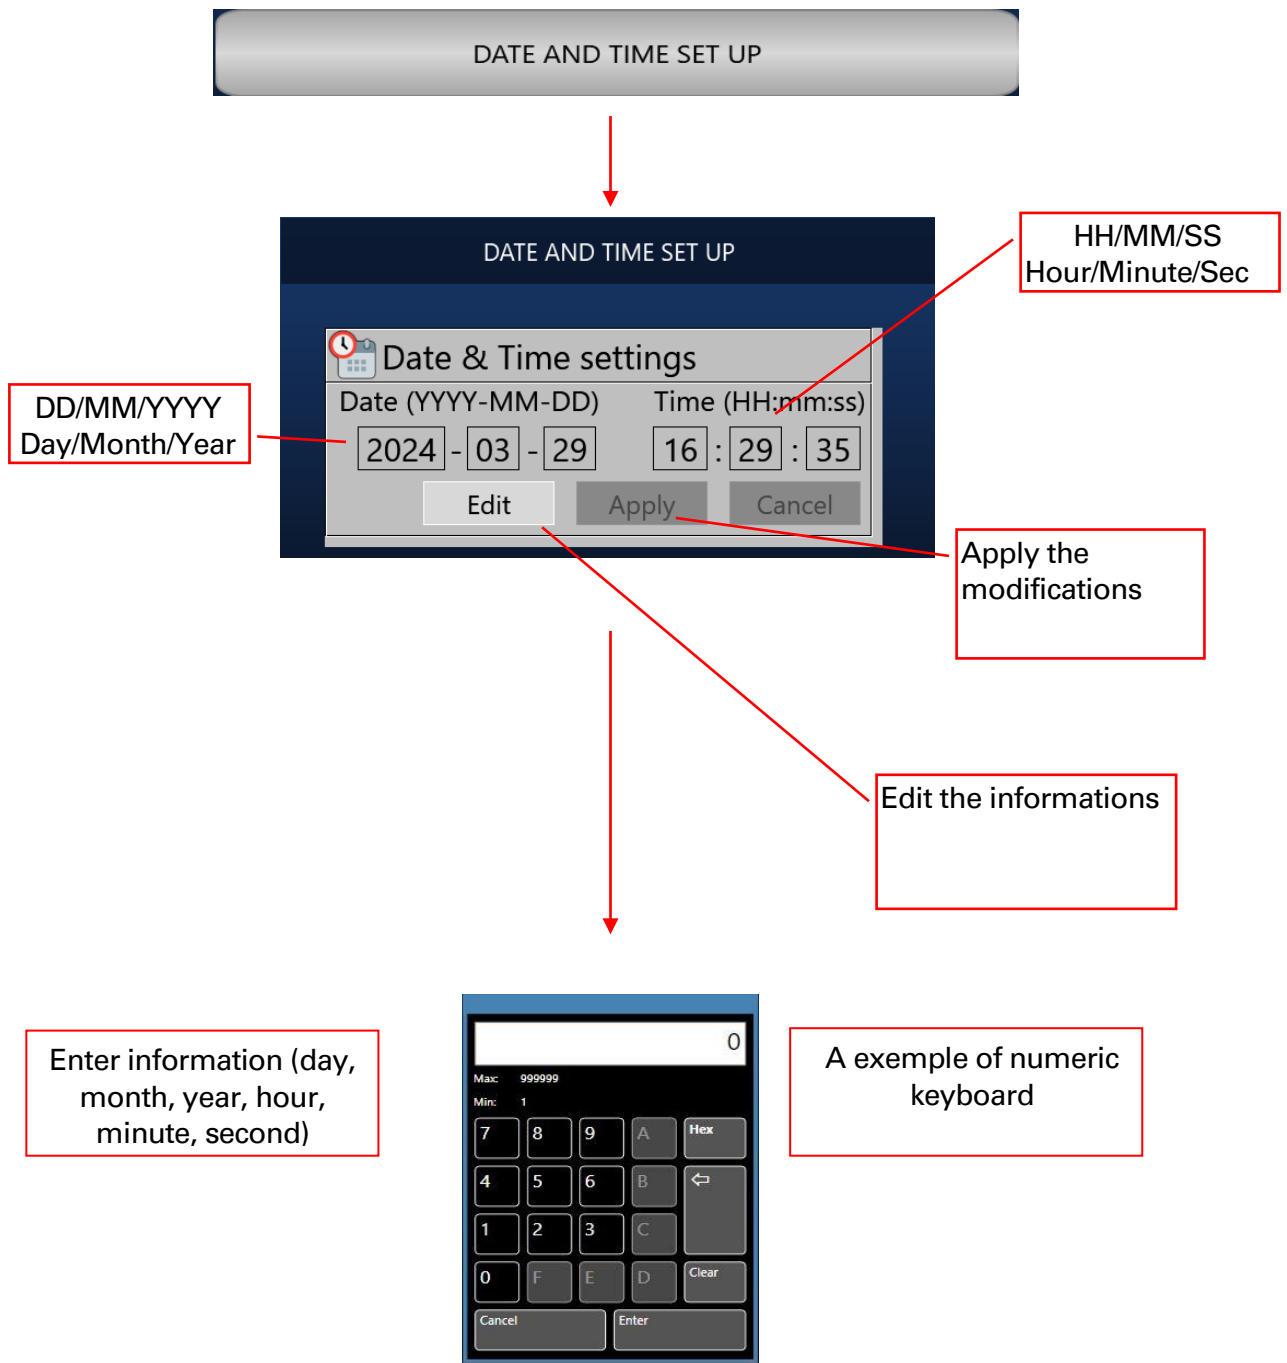 DATE AND TIME SET UP
DATE AND TIME SET UP
HH/MM/SS
Hour/Minute/Sec
Date & Time settings
DD/MM/YYYY
Day/Month/Year
Date (YYYY-MM-DD) Time (HH:mm:ss)
2024 - 03 - 29 16 : 29 : 35
Edit Apply Cancel
Apply the
modifications
Edit the informations
Enter information (day,
month, year, hour,
minute, second)
0
Max: 999999
Min: 1
7 8 9 A Hex
4 5 6 B ⇦
1 2 3 C
0 F E D Clear
Cancel Enter
A exemple of numeric
keyboard